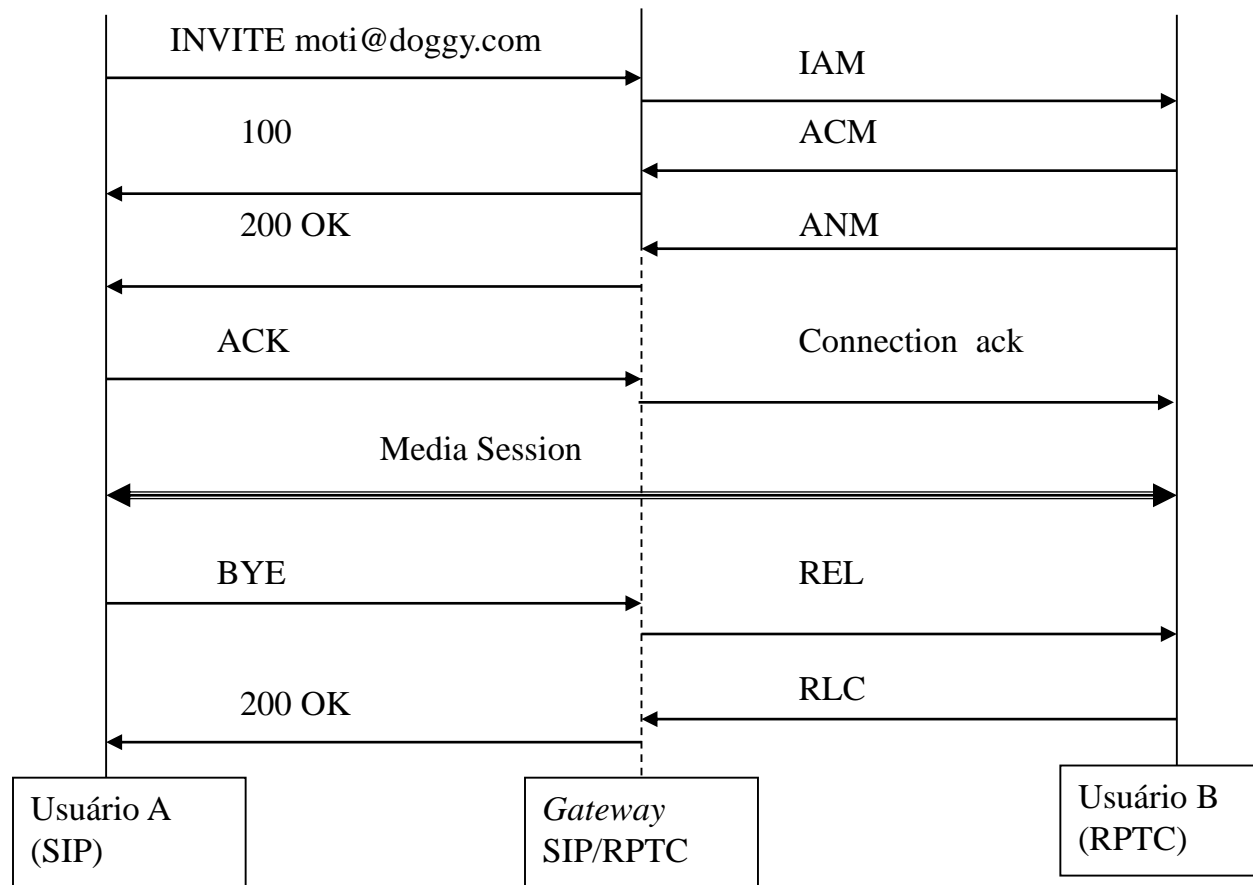 INVITE moti@doggy.com
IAM
100
ACM
200 OK
ANM
ACK
Connection ack
Media Session
BYE
REL
RLC
200 OK
Usuário A
(SIP)
Gateway
SIP/RPTC
Usuário B
(RPTC)